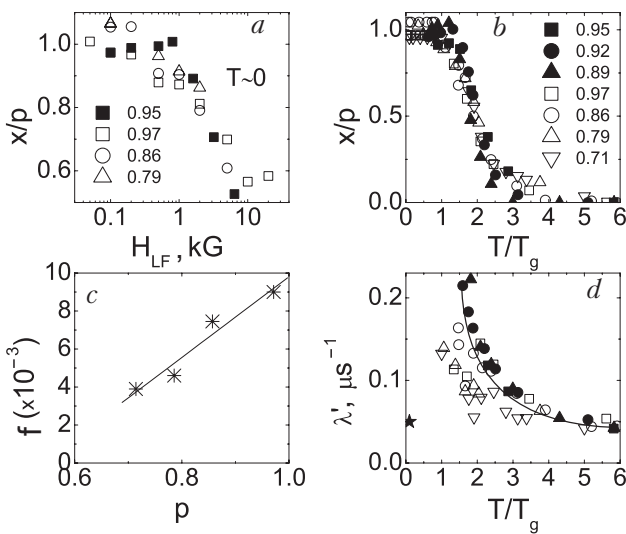 a
x/p
1.0
0.8
0.6
T~0
0.95
0.97
0.86
0.79
0.1 1 10
H_LF, kG
b
x/p
1.0
0.5
0.0
0.95
0.92
0.89
0.97
0.86
0.79
0.71
0 1 2 3 4 5 6
T/T_g
c
f (×10⁻³)
10
8
6
4
2
0
0.6 0.8 1.0
p
d
λ', μs⁻¹
0.2
0.1
0.0
0 1 2 3 4 5 6
T/T_g